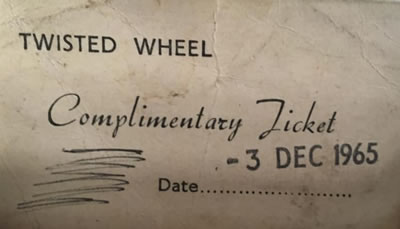 TWISTED WHEEL
Complimentary Ticket
-3 DEC 1965
Date........................